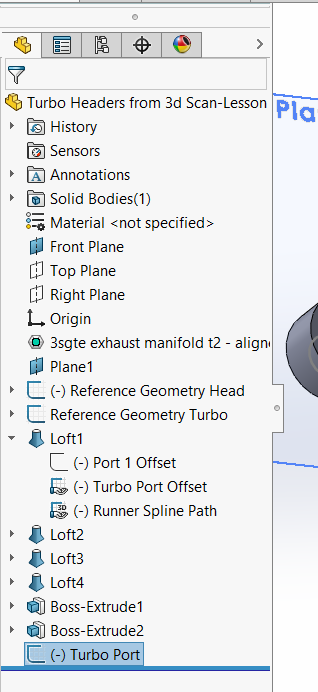 Turbo Headers from 3d Scan-Lesson
History
Sensors
Annotations
Solid Bodies(1)
Material <not specified>
Front Plane
Top Plane
Right Plane
Origin
3sgte exhaust manifold t2 - aligne
Plane1
(-) Reference Geometry Head
Reference Geometry Turbo
Loft1
(-) Port 1 Offset
(-) Turbo Port Offset
3D (-) Runner Spline Path
Loft2
Loft3
Loft4
Boss-Extrude1
Boss-Extrude2
(-) Turbo Port
Pla